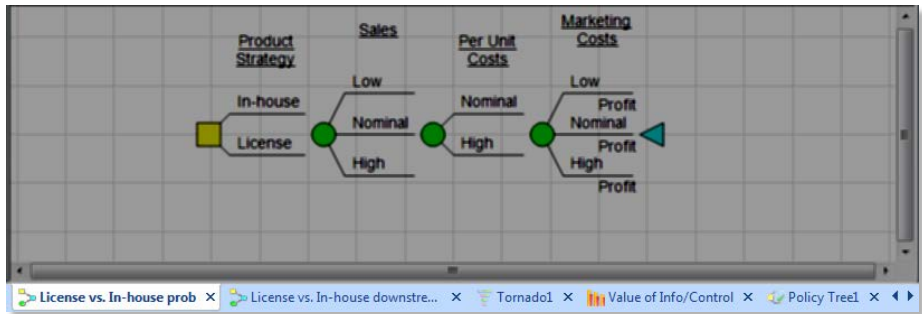 Product
Strategy
Sales
Per Unit
Costs
Marketing
Costs
In-house
License
Low
Nominal
High
Nominal
High
Low
Profit
Nominal
Profit
High
Profit
License vs. In-house prob
License vs. In-house downstre...
Tornado1
Value of Info/Control
Policy Tree1